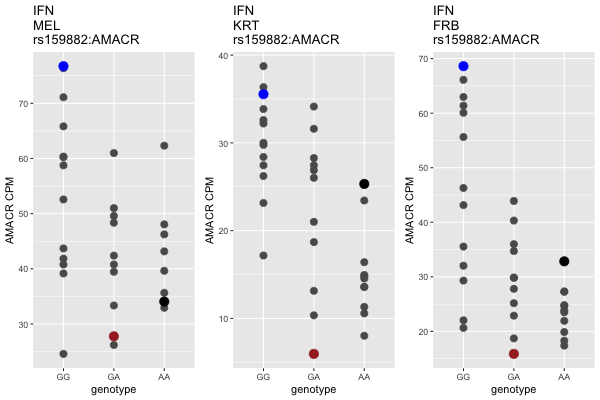 IFN
MEL
rs159882:AMACR
AMACR CPM
70
60
50
40
30
GG
GA
AA
genotype
IFN
KRT
rs159882:AMACR
AMACR CPM
40
30
20
10
GG
GA
AA
genotype
IFN
FRB
rs159882:AMACR
AMACR CPM
70
60
50
40
30
20
GG
GA
AA
genotype